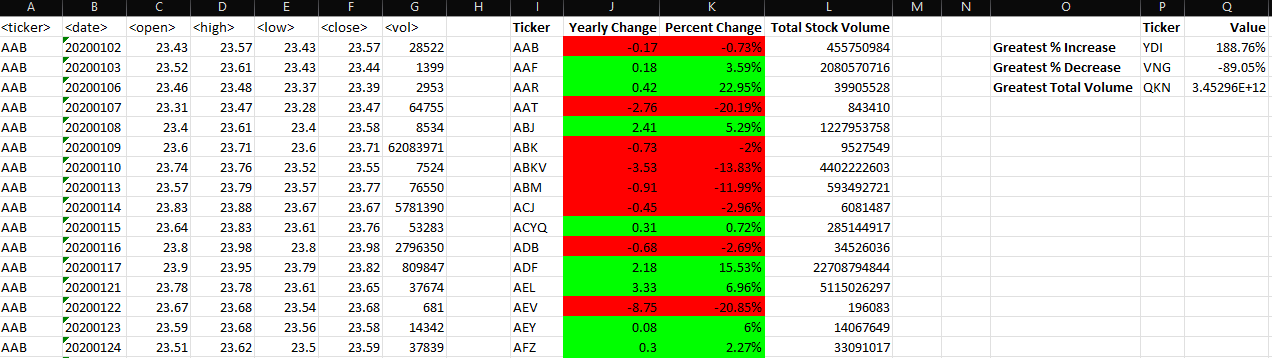 A B C D E F G H I J K L M N O P Q
<ticker> <date> <open> <high> <low> <close> <vol> Ticker Yearly Change Percent Change Total Stock Volume Ticker Value
AAB 20200102 23.43 23.57 23.43 23.57 28522 AAB -0.17 -0.73% 455750984 Greatest % Increase YDI 188.76%
AAB 20200103 23.52 23.61 23.43 23.44 1399 AAF 0.18 3.59% 2080570716 Greatest % Decrease VNG -89.05%
AAB 20200106 23.46 23.48 23.37 23.39 2953 AAR 0.42 22.95% 39905528 Greatest Total Volume QKN 3.45296E+12
AAB 20200107 23.31 23.47 23.28 23.47 64755 AAT -2.76 -20.19% 843410
AAB 20200108 23.4 23.61 23.4 23.58 8534 ABJ 2.41 5.29% 1227953758
AAB 20200109 23.6 23.71 23.6 23.71 62083971 ABK -0.73 -2% 9527549
AAB 20200110 23.74 23.76 23.52 23.55 7524 ABKV -3.53 -13.83% 4402222603
AAB 20200113 23.57 23.79 23.57 23.77 76550 ABM -0.91 -11.99% 593492721
AAB 20200114 23.83 23.88 23.67 23.67 5781390 ACJ -0.45 -2.96% 6081487
AAB 20200115 23.64 23.83 23.61 23.76 53283 ACYQ 0.31 0.72% 285144917
AAB 20200116 23.8 23.98 23.8 23.98 2796350 ADB -0.68 -2.69% 34526036
AAB 20200117 23.9 23.95 23.79 23.82 809847 ADF 2.18 15.53% 22708794844
AAB 20200121 23.78 23.78 23.61 23.65 37674 AEL 3.33 6.96% 5115026297
AAB 20200122 23.67 23.68 23.54 23.68 681 AEV -8.75 -20.85% 196083
AAB 20200123 23.59 23.68 23.56 23.58 14342 AEY 0.08 6% 14067649
AAB 20200124 23.51 23.62 23.5 23.59 37839 AFZ 0.3 2.27% 33091017